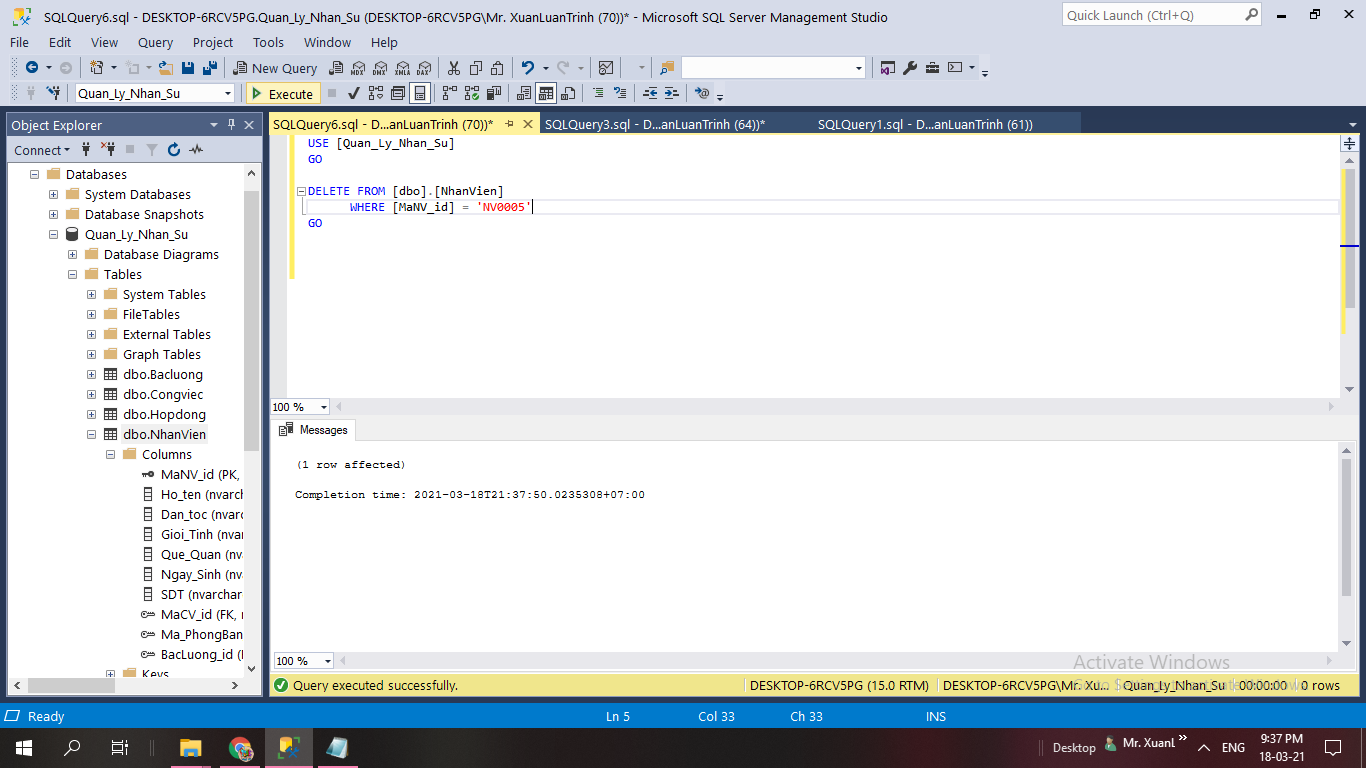 SQLQuery6.sql - DESKTOP-6RCV5PG.Quan_Ly_Nhan_Su (DESKTOP-6RCV5PG\Mr. XuanLuanTrinh (70))* - Microsoft SQL Server Management Studio
Quick Launch (Ctrl+Q)
File Edit View Query Project Tools Window Help
New Query
MDX DMX XMLA DAX
Quan_Ly_Nhan_Su Execute
Object Explorer
Connect
Databases
System Databases
Database Snapshots
Quan_Ly_Nhan_Su
Database Diagrams
Tables
System Tables
FileTables
External Tables
Graph Tables
dbo.Bacluong
dbo.Congviec
dbo.Hopdong
dbo.NhanVien
Columns
MaNV_id (PK,
Ho_ten (nvarch
Dan_toc (nvarc
Gioi_Tinh (nvar
Que_Quan (nv
Ngay_Sinh (nv
SDT (nvarchar
MaCV_id (FK,
Ma_PhongBan
BacLuong_id (
Keys
SQLQuery6.sql - D...anLuanTrinh (70))* SQLQuery3.sql - D...anLuanTrinh (64))* SQLQuery1.sql - D...anLuanTrinh (61))
USE [Quan_Ly_Nhan_Su]
GO
DELETE FROM [dbo].[NhanVien]
WHERE [MaNV_id] = 'NV0005'
GO
100 %
Messages
(1 row affected)
Completion time: 2021-03-18T21:37:50.0235308+07:00
100 %
Activate Windows
Query executed successfully. DESKTOP-6RCV5PG (15.0 RTM) DESKTOP-6RCV5PG\Mr. Xu... Quan_Ly_Nhan_Su 00:00:00 0 rows
Ready Ln 5 Col 33 Ch 33 INS
Desktop Mr. XuanL ENG 9:37 PM
18-03-21